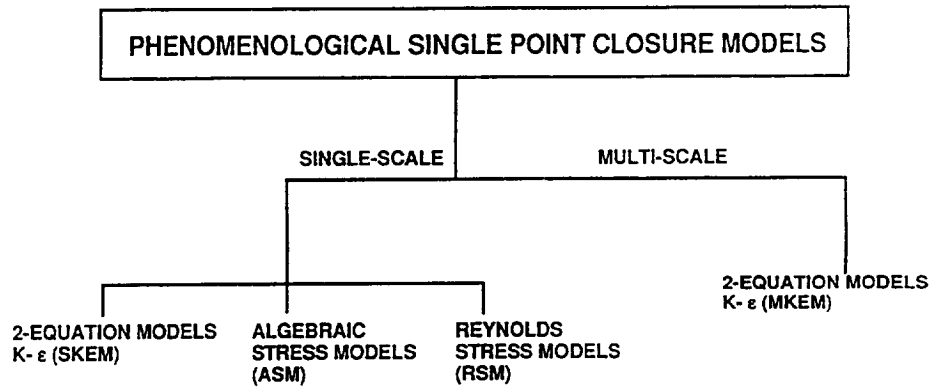 PHENOMENOLOGICAL SINGLE POINT CLOSURE MODELS
SINGLE-SCALE
MULTI-SCALE
2-EQUATION MODELS
K- ε (SKEM)
ALGEBRAIC
STRESS MODELS
(ASM)
REYNOLDS
STRESS MODELS
(RSM)
2-EQUATION MODELS
K- ε (MKEM)